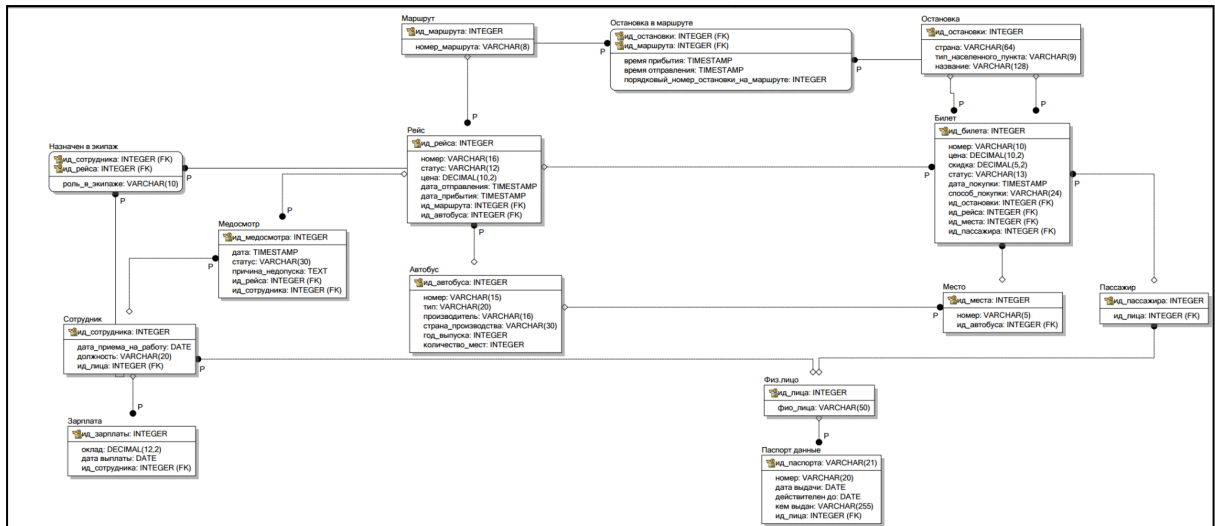 Маршрут
ид_маршрута: INTEGER
номер_маршрута: VARCHAR(8)
Остановка в маршруте
ид_остановки: INTEGER (FK)
ид_маршрута: INTEGER (FK)
время прибытия: TIMESTAMP
время отправления: TIMESTAMP
порядковый_номер_остановки_на_маршруте: INTEGER
Остановка
ид_остановки: INTEGER
страна: VARCHAR(64)
тип_населенного_пункта: VARCHAR(9)
название: VARCHAR(128)
P
P
P
P
P
Назначен в экипаж
ид_сотрудника: INTEGER (FK)
ид_рейса: INTEGER (FK)
роль_в_экипаже: VARCHAR(10)
P
P
Рейс
ид_рейса: INTEGER
номер: VARCHAR(16)
статус: VARCHAR(12)
цена: DECIMAL(10,2)
дата_отправления: TIMESTAMP
дата_прибытия: TIMESTAMP
ид_маршрута: INTEGER (FK)
ид_автобуса: INTEGER (FK)
P
P
Билет
ид_билета: INTEGER
номер: VARCHAR(10)
цена: DECIMAL(10,2)
скидка: DECIMAL(5,2)
статус: VARCHAR(13)
дата_покупки: TIMESTAMP
способ_покупки: VARCHAR(24)
ид_остановки: INTEGER (FK)
ид_рейса: INTEGER (FK)
ид_места: INTEGER (FK)
ид_пассажира: INTEGER (FK)
P
P
Медосмотр
ид_медосмотра: INTEGER
дата: TIMESTAMP
статус: VARCHAR(30)
причина_недопуска: TEXT
ид_рейса: INTEGER (FK)
ид_сотрудника: INTEGER (FK)
P
P
Автобус
ид_автобуса: INTEGER
номер: VARCHAR(15)
тип: VARCHAR(20)
производитель: VARCHAR(16)
страна_производства: VARCHAR(30)
год_выпуска: INTEGER
количество_мест: INTEGER
Место
ид_места: INTEGER
номер: VARCHAR(5)
ид_автобуса: INTEGER (FK)
P
Пассажир
ид_пассажира: INTEGER
ид_лица: INTEGER (FK)
P
Сотрудник
ид_сотрудника: INTEGER
дата_приема_на_работу: DATE
должность: VARCHAR(20)
ид_лица: INTEGER (FK)
P
P
Физ.лицо
ид_лица: INTEGER
фио_лица: VARCHAR(50)
P
Зарплата
ид_зарплаты: INTEGER
оклад: DECIMAL(12,2)
дата выплаты: DATE
ид_сотрудника: INTEGER (FK)
Паспорт данные
ид_паспорта: VARCHAR(21)
номер: VARCHAR(20)
дата выдачи: DATE
действителен до: DATE
кем выдан: VARCHAR(255)
ид_лица: INTEGER (FK)